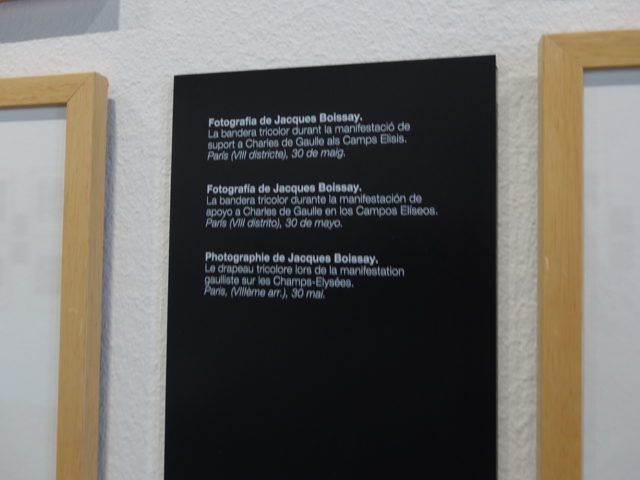 Fotografia de Jacques Boissay.
La bandera tricolor durant la manifestació de
suport a Charles de Gaulle als Camps Elisis.
París (VIII districte), 30 de maig.
Fotografía de Jacques Boissay.
La bandera tricolor durante la manifestación de
apoyo a Charles de Gaulle en los Campos Elíseos.
París (VIII distrito), 30 de mayo.
Photographie de Jacques Boissay.
Le drapeau tricolore lors de la manifestation
gaulliste sur les Champs-Elysées.
Paris, (VIIIème arr.), 30 mai.